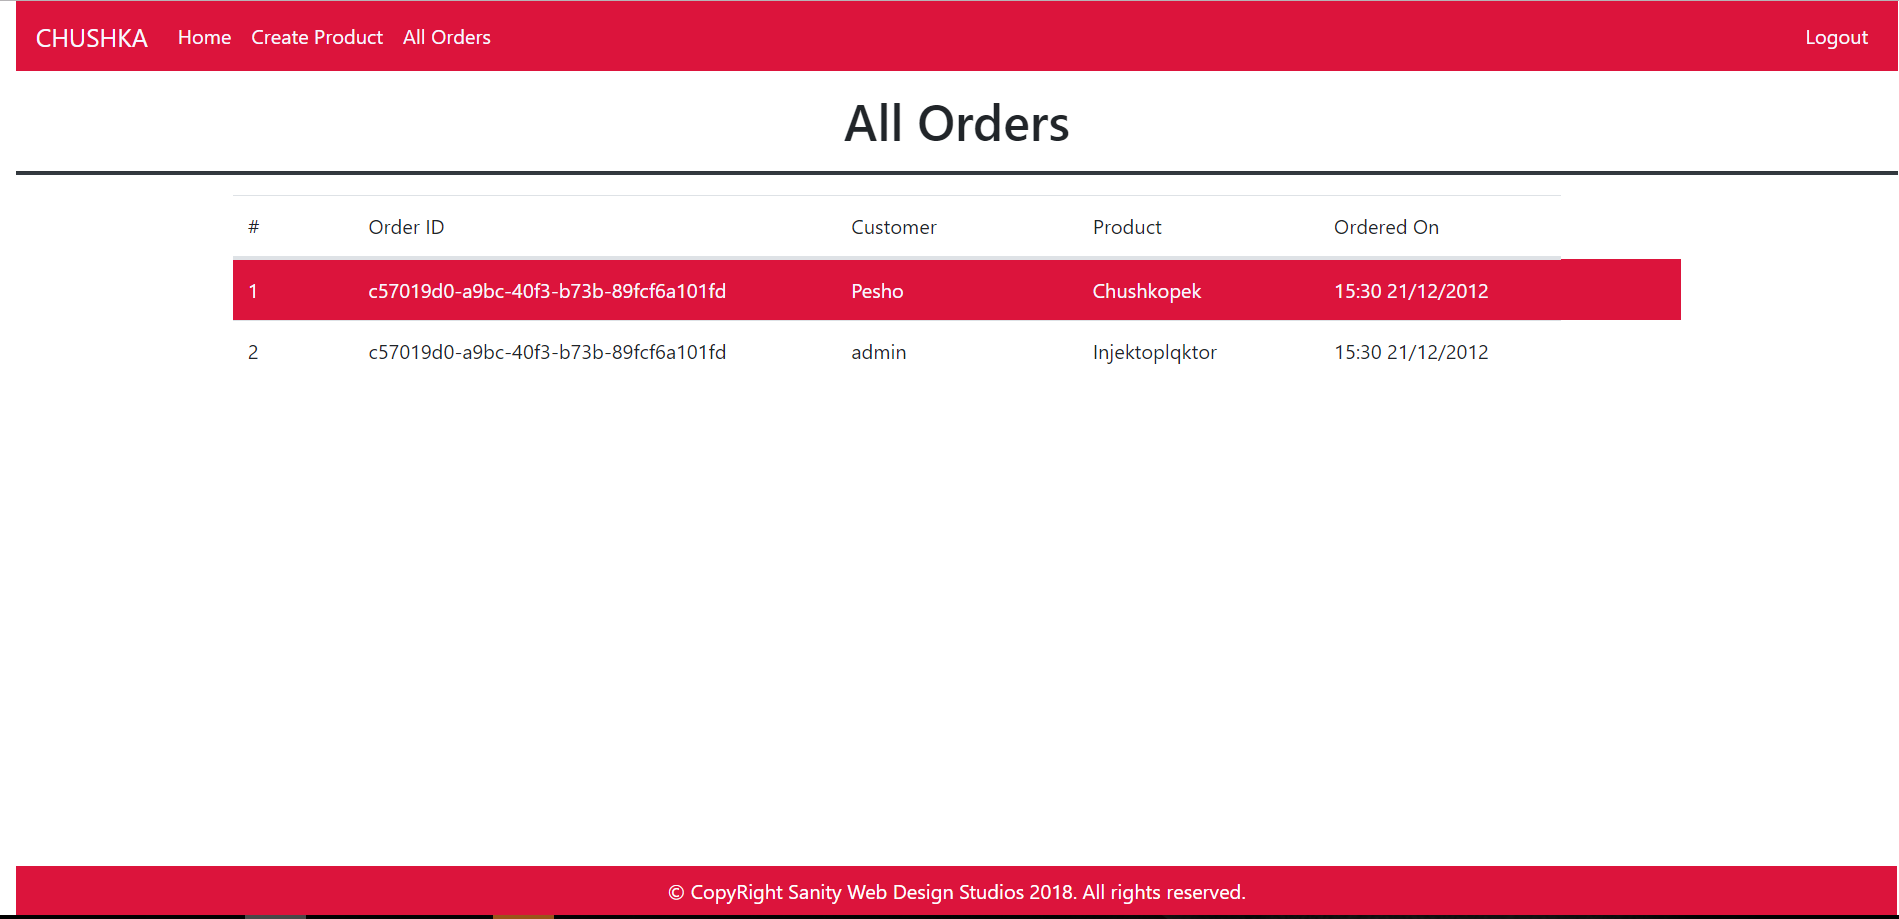 CHUSHKA Home Create Product All Orders Logout
All Orders
# Order ID Customer Product Ordered On
1 c57019d0-a9bc-40f3-b73b-89fcf6a101fd Pesho Chushkopek 15:30 21/12/2012
2 c57019d0-a9bc-40f3-b73b-89fcf6a101fd admin Injektoplqktor 15:30 21/12/2012
© CopyRight Sanity Web Design Studios 2018. All rights reserved.